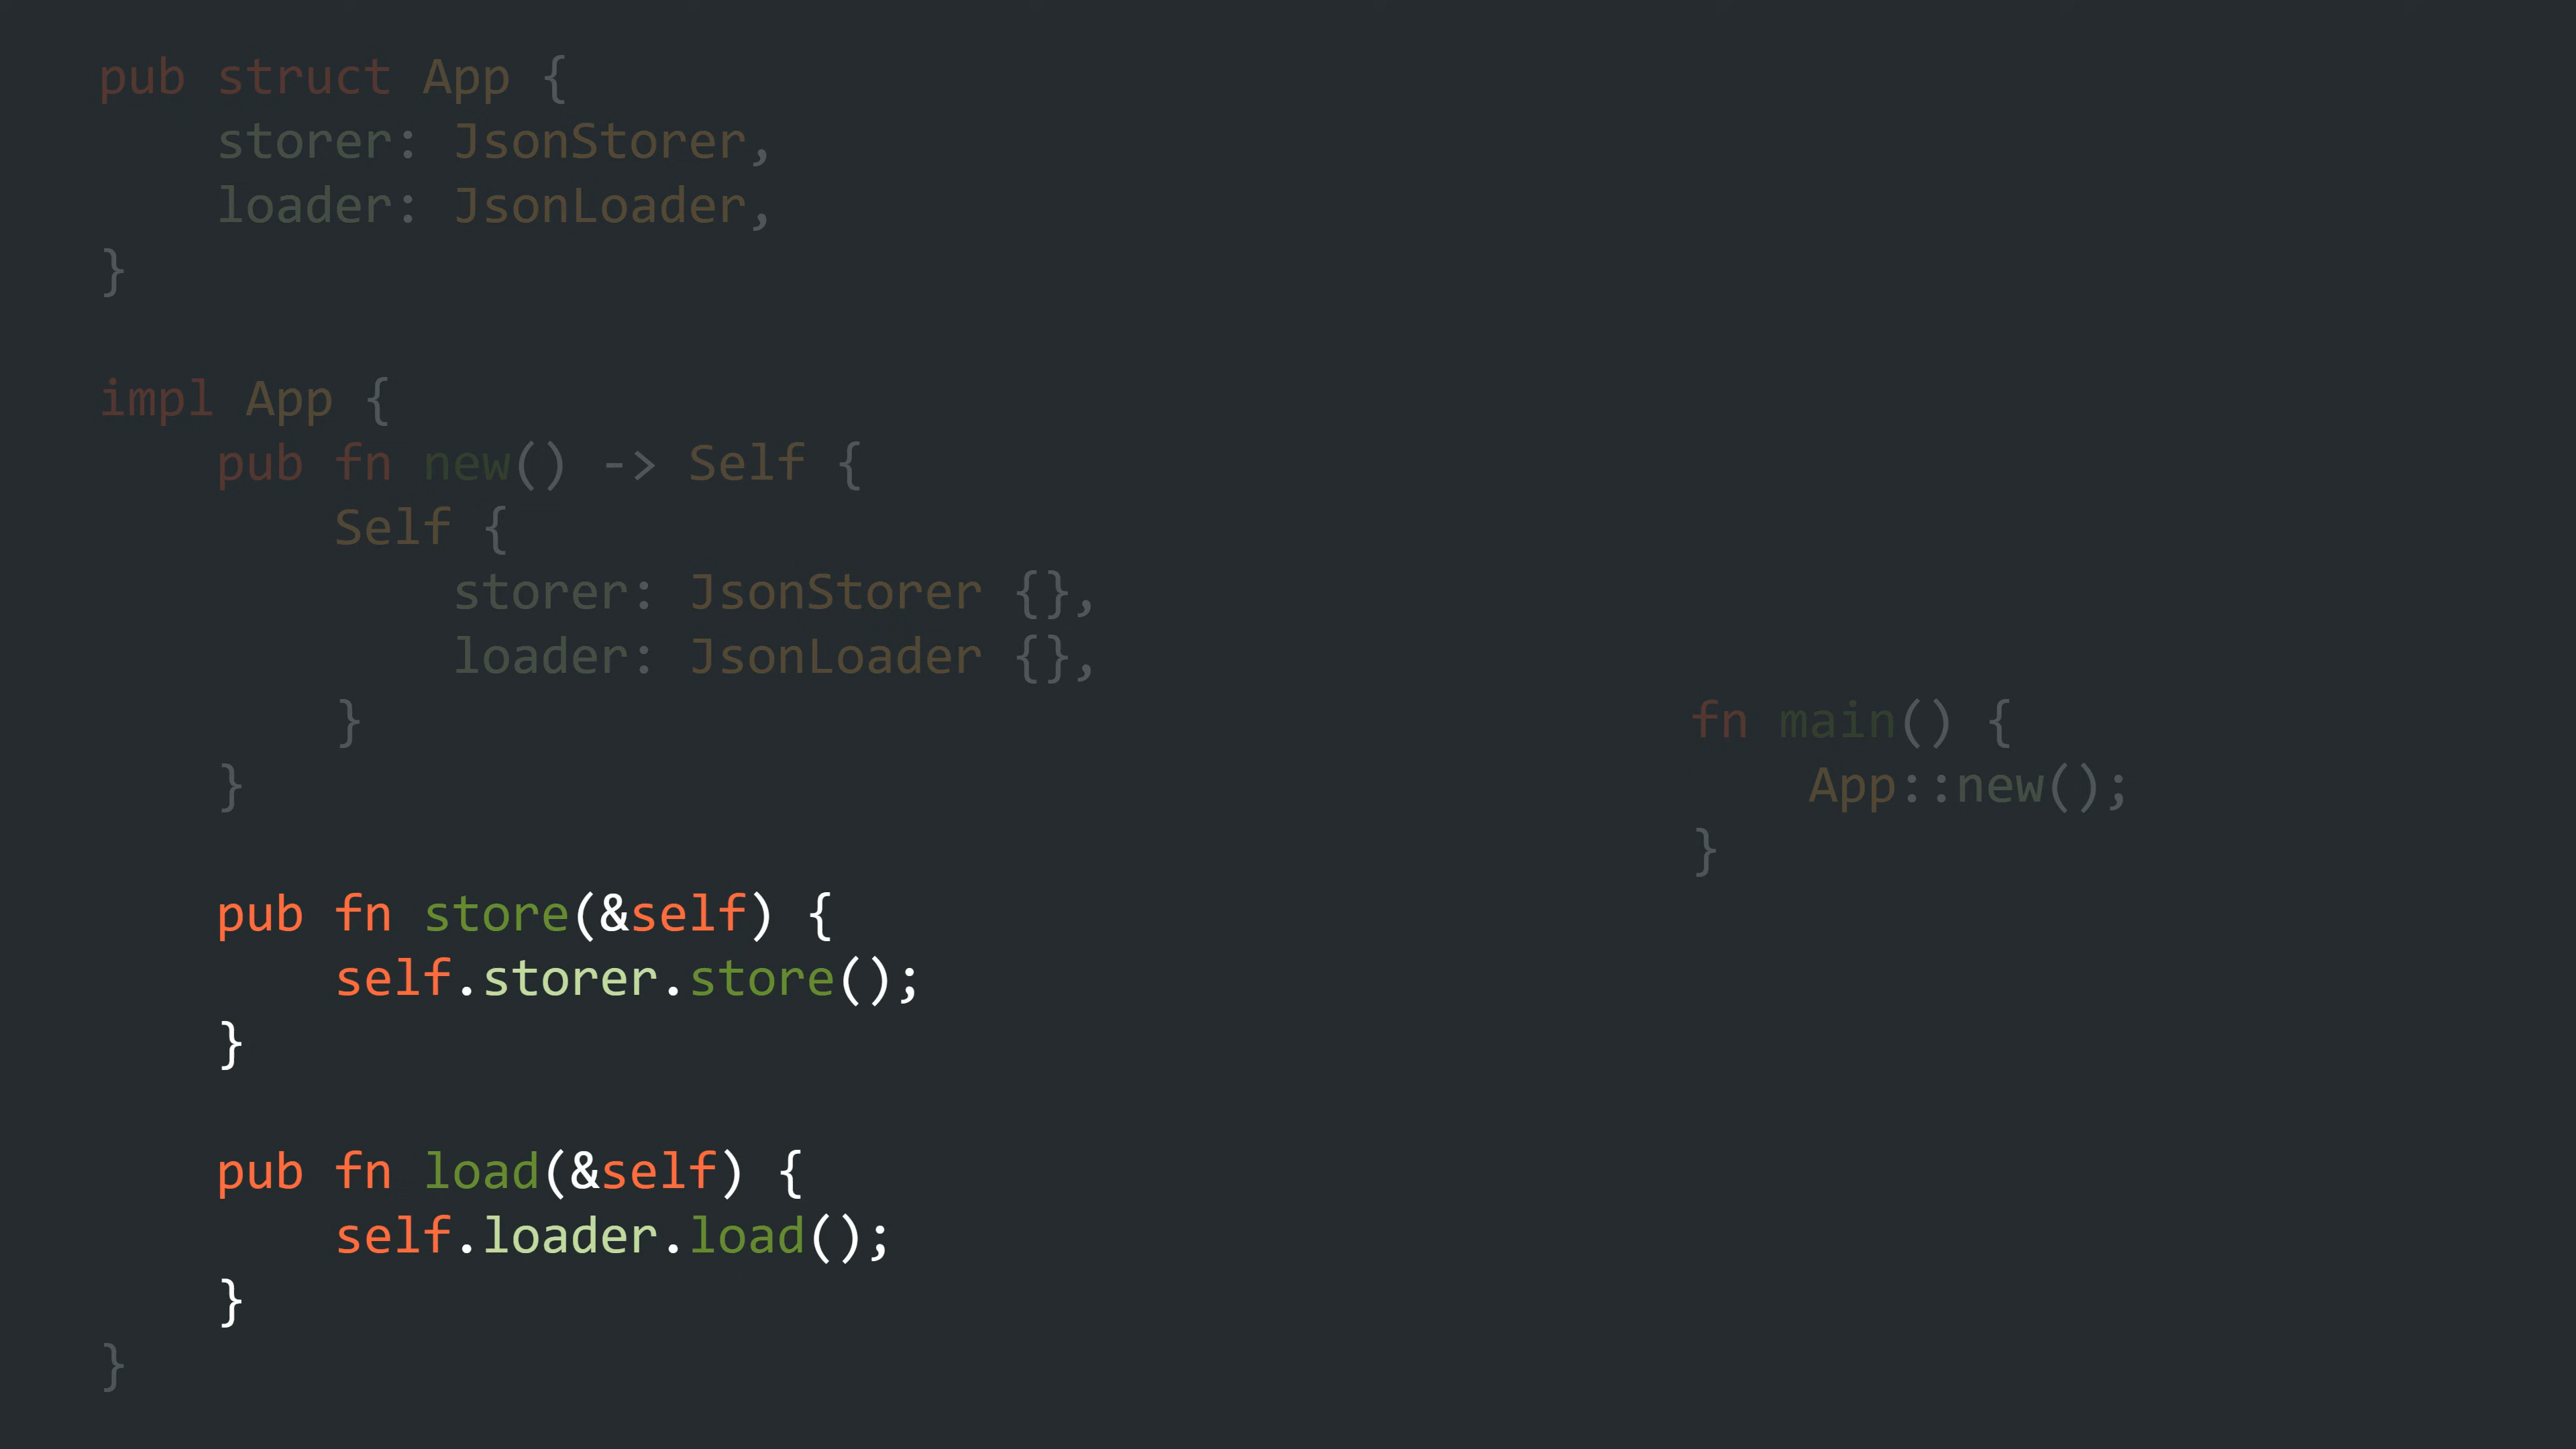 pub struct App {
    storer: JsonStorer,
    loader: JsonLoader,
}

impl App {
    pub fn new() -> Self {
        Self {
            storer: JsonStorer {},
            loader: JsonLoader {},
        }
    }

    pub fn store(&self) {
        self.storer.store();
    }

    pub fn load(&self) {
        self.loader.load();
    }
}

fn main() {
    App::new();
}